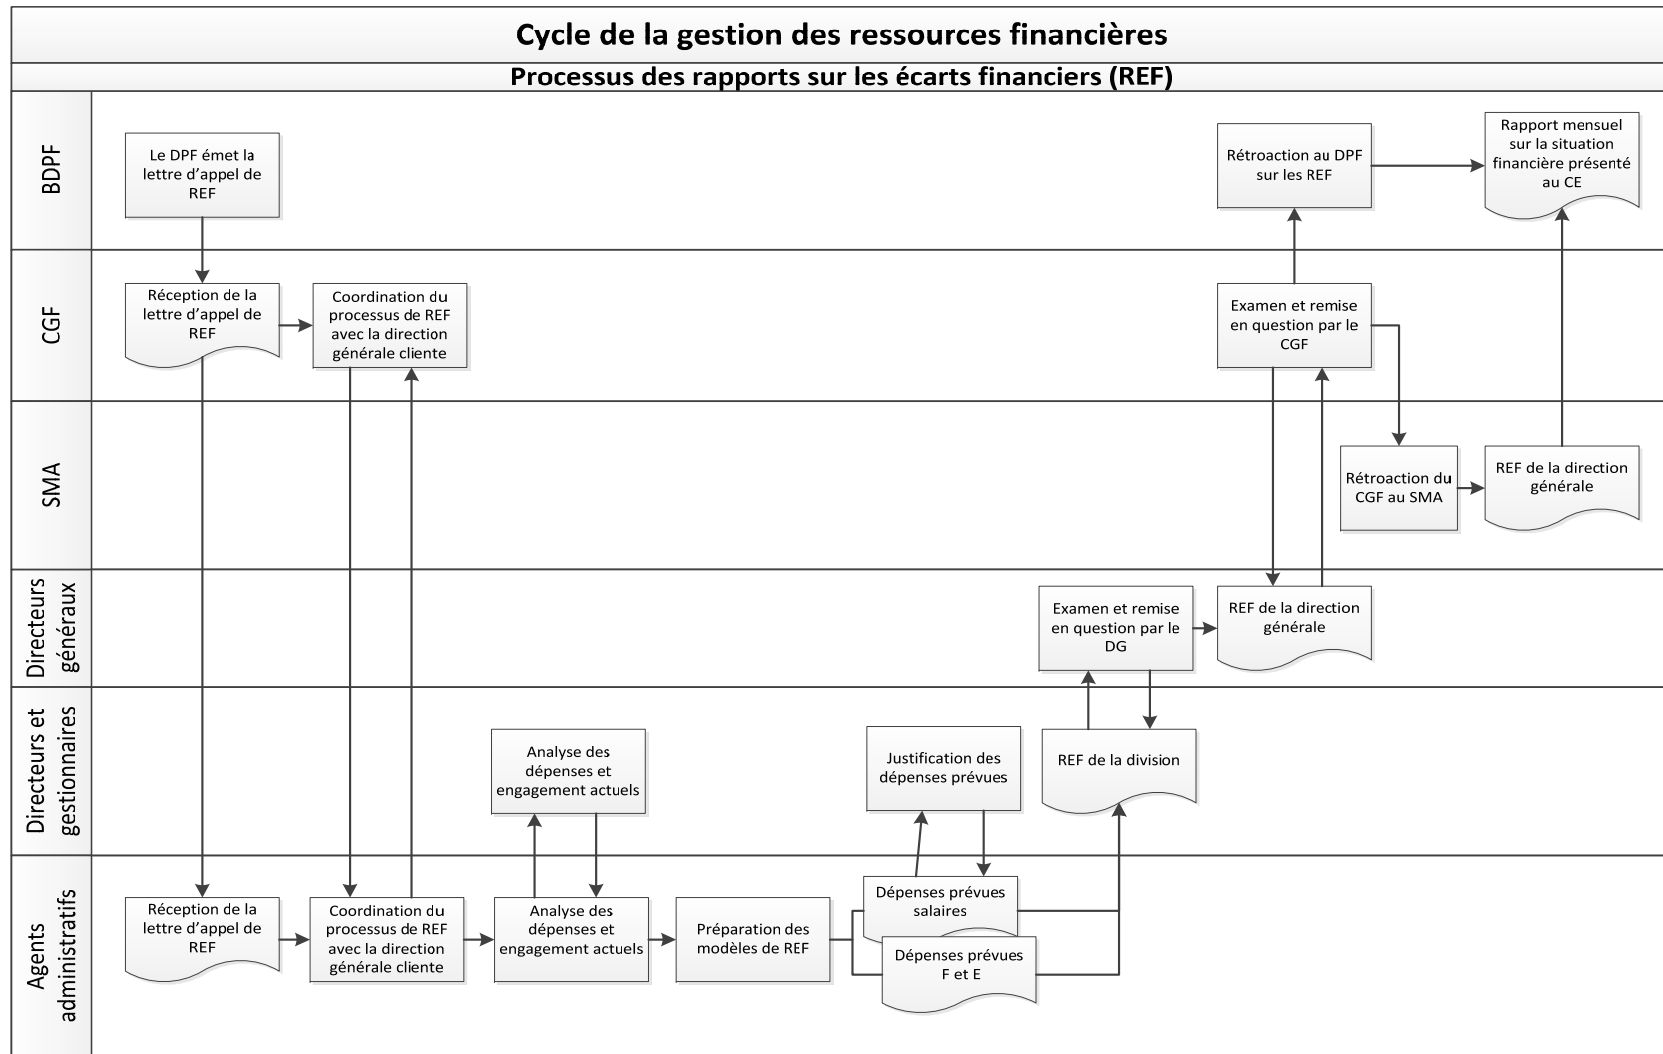 Cycle de la gestion des ressources financières
Processus des rapports sur les écarts financiers (REF)
BDPF
Le DPF émet la
lettre d'appel de
REF
Rétroaction au DPF
sur les REF
Rapport mensuel
sur la situation
financière présenté
au CE
CGF
Réception de la
lettre d'appel de
REF
Coordination du
processus de REF
avec la direction
générale cliente
Examen et remise
en question par le
CGF
SMA
Rétroaction du
CGF au SMA
REF de la direction
générale
Directeurs
généraux
Examen et remise
en question par le
DG
REF de la direction
générale
Directeurs et
gestionnaires
Analyse des
dépenses et
engagement actuels
Justification des
dépenses prévues
REF de la division
Agents
administratifs
Réception de la
lettre d'appel de
REF
Coordination du
processus de REF
avec la direction
générale cliente
Analyse des
dépenses et
engagement actuels
Préparation des
modèles de REF
Dépenses prévues
salaires
Dépenses prévues
F et E